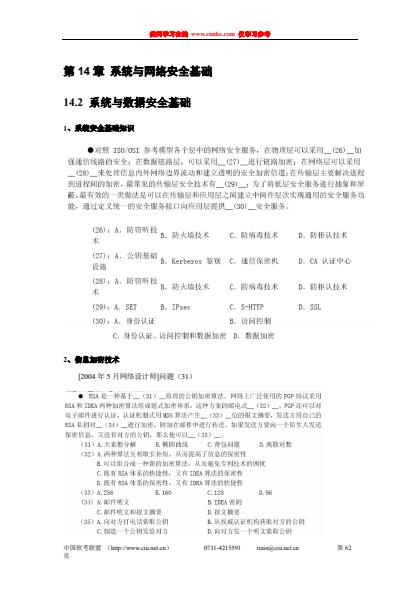 类网学习在线 www.cimhe.com 仅学习参考
第 14 章 系统与网络安全基础
14.2 系统与数据安全基础
1、系统安全基础知识
●对照 ISO/OSI 参考模型各个层中的网络安全服务，在物理层可以采用__(26)__加
强通信线路的安全；在数据链路层，可以采用__(27)__进行链路加密；在网络层可以采用
__(28)__来处理信息内外网络边界流动和建立透明的安全加密信道；在传输层主要解决进程
到进程间的加密，最常见的传输层安全技术有__(29)__；为了将低层安全服务进行抽象和屏
蔽，最有效的一类做法是可以在传输层和应用层之间建立中间件层次实现通用的安全服务功
能，通过定义统一的安全服务接口向应用层提供__(30)__安全服务。
(26)：A．防窃听技术 B．防火墙技术 C．防病毒技术 D．防拒认技术
(27)：A．公钥基础设施 B．Kerberos 鉴别 C．通信保密机 D．CA 认证中心
(28)：A．防窃听技术 B．防火墙技术 C．防病毒技术 D．防拒认技术
(29)：A. SET B．IPsec C．S-HTTP D．SSL
(30)：A．身份认证 B．访问控制
C．身份认证、访问控制和数据加密 D．数据加密
2、信息加密技术
[2004 年 5 月网络设计师]问题（31）
● RSA 是一种基于__（31）__原理的公钥加密算法。网络上广泛使用的 PGP 协议采用
RSA 和 IDEA 两种加密算法组成链式加密体系，这种方案的优点__（32）__。PGP 还可以对
电子邮件进行认证，认证机制式用 MD5 算法产生__（33）__位的报文摘要，发送方用自己的
RSA 私钥对__（34）__进行加密，附加在邮件中进行传送。如果发送方要向一个陌生人发送
保密信息，又没有对方的公钥，那么他可以__（35）__。
（31）A.大素数分解 B.椭圆曲线 C.背包问题 D.离散对数
（32）A.两种算法互相取长补短，从而提高了信息的保密性
B.可以组合成一种新的加密算法，从而避免专利技术的困扰
C.既有 RSA 体系的快捷性，又有 IDEA 算法的保密性
D.既有 RSA 体系的保密性，又有 IDEA 算法的快捷性
（33）A.256 B.160 C.128 D.96
（34）A.邮件明文 B.IDEA 密钥
C.邮件明文和报文摘要 D.报文摘要
（35）A.向对方打电话索取公钥 B.从权威认证机构获取对方的公钥
C.制造一个公钥发给对方 D.向对方发一个明文索取公钥
中国软考联盟 （http://www.ciu.net.cn） 0731-4215591 train@ciu.net.cn 第 62
页